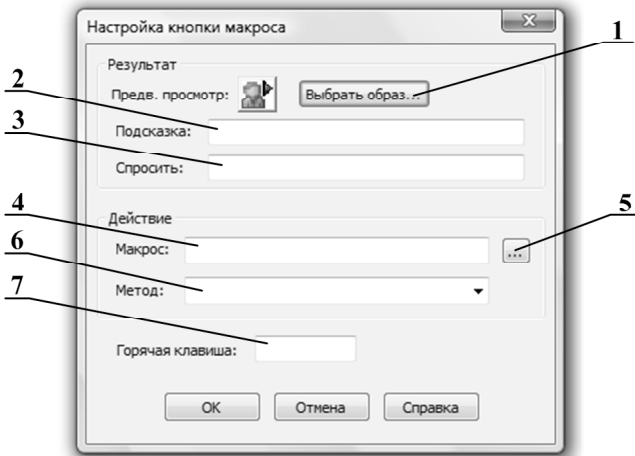 Настройка кнопки макроса
1
Результат
2
Предв. просмотр:
Выбрать образ...
3
Подсказка:
Спросить:
4
Действие
5
6
Макрос:
...
7
Метод:
Горячая клавиша:
ОК
Отмена
Справка